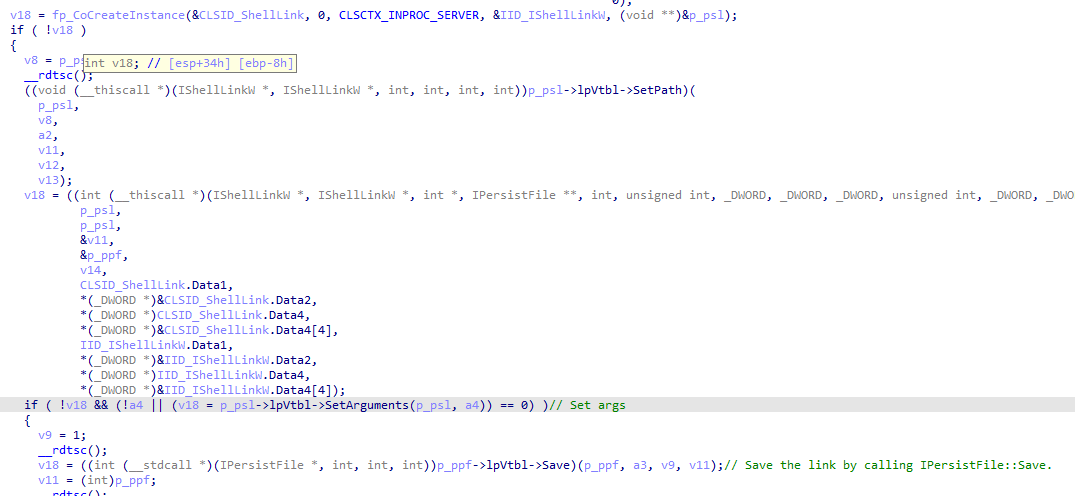 0);
v18 = fp_CoCreateInstance(&CLSID_ShellLink, 0, CLSCTX_INPROC_SERVER, &IID_IShellLinkW, (void **)&p_psl);
if ( !v18 )
{
v8 = p_ps
int v18; // [esp+34h] [ebp-8h]
__rdtsc();
((void (__thiscall *)(IShellLinkW *, IShellLinkW *, int, int, int, int))p_psl->lpVtbl->SetPath)(
p_psl,
v8,
a2,
v11,
v12,
v13);
v18 = ((int (__thiscall *)(IShellLinkW *, IShellLinkW *, int *, IPersistFile **, int, unsigned int, _DWORD, _DWORD, _DWORD, unsigned int, _DWORD, _DWO
p_psl,
p_psl,
&v11,
&p_ppf,
v14,
CLSID_ShellLink.Data1,
*(_DWORD *)&CLSID_ShellLink.Data2,
*(_DWORD *)CLSID_ShellLink.Data4,
*(_DWORD *)&CLSID_ShellLink.Data4[4],
IID_IShellLinkW.Data1,
*(_DWORD *)&IID_IShellLinkW.Data2,
*(_DWORD *)IID_IShellLinkW.Data4,
*(_DWORD *)&IID_IShellLinkW.Data4[4]);
if ( !v18 && (!a4 || (v18 = p_psl->lpVtbl->SetArguments(p_psl, a4)) == 0) )// Set args
{
v9 = 1;
__rdtsc();
v18 = ((int (__stdcall *)(IPersistFile *, int, int, int))p_ppf->lpVtbl->Save)(p_ppf, a3, v9, v11);// Save the link by calling IPersistFile::Save.
v11 = (int)p_ppf;
__rdtsc();